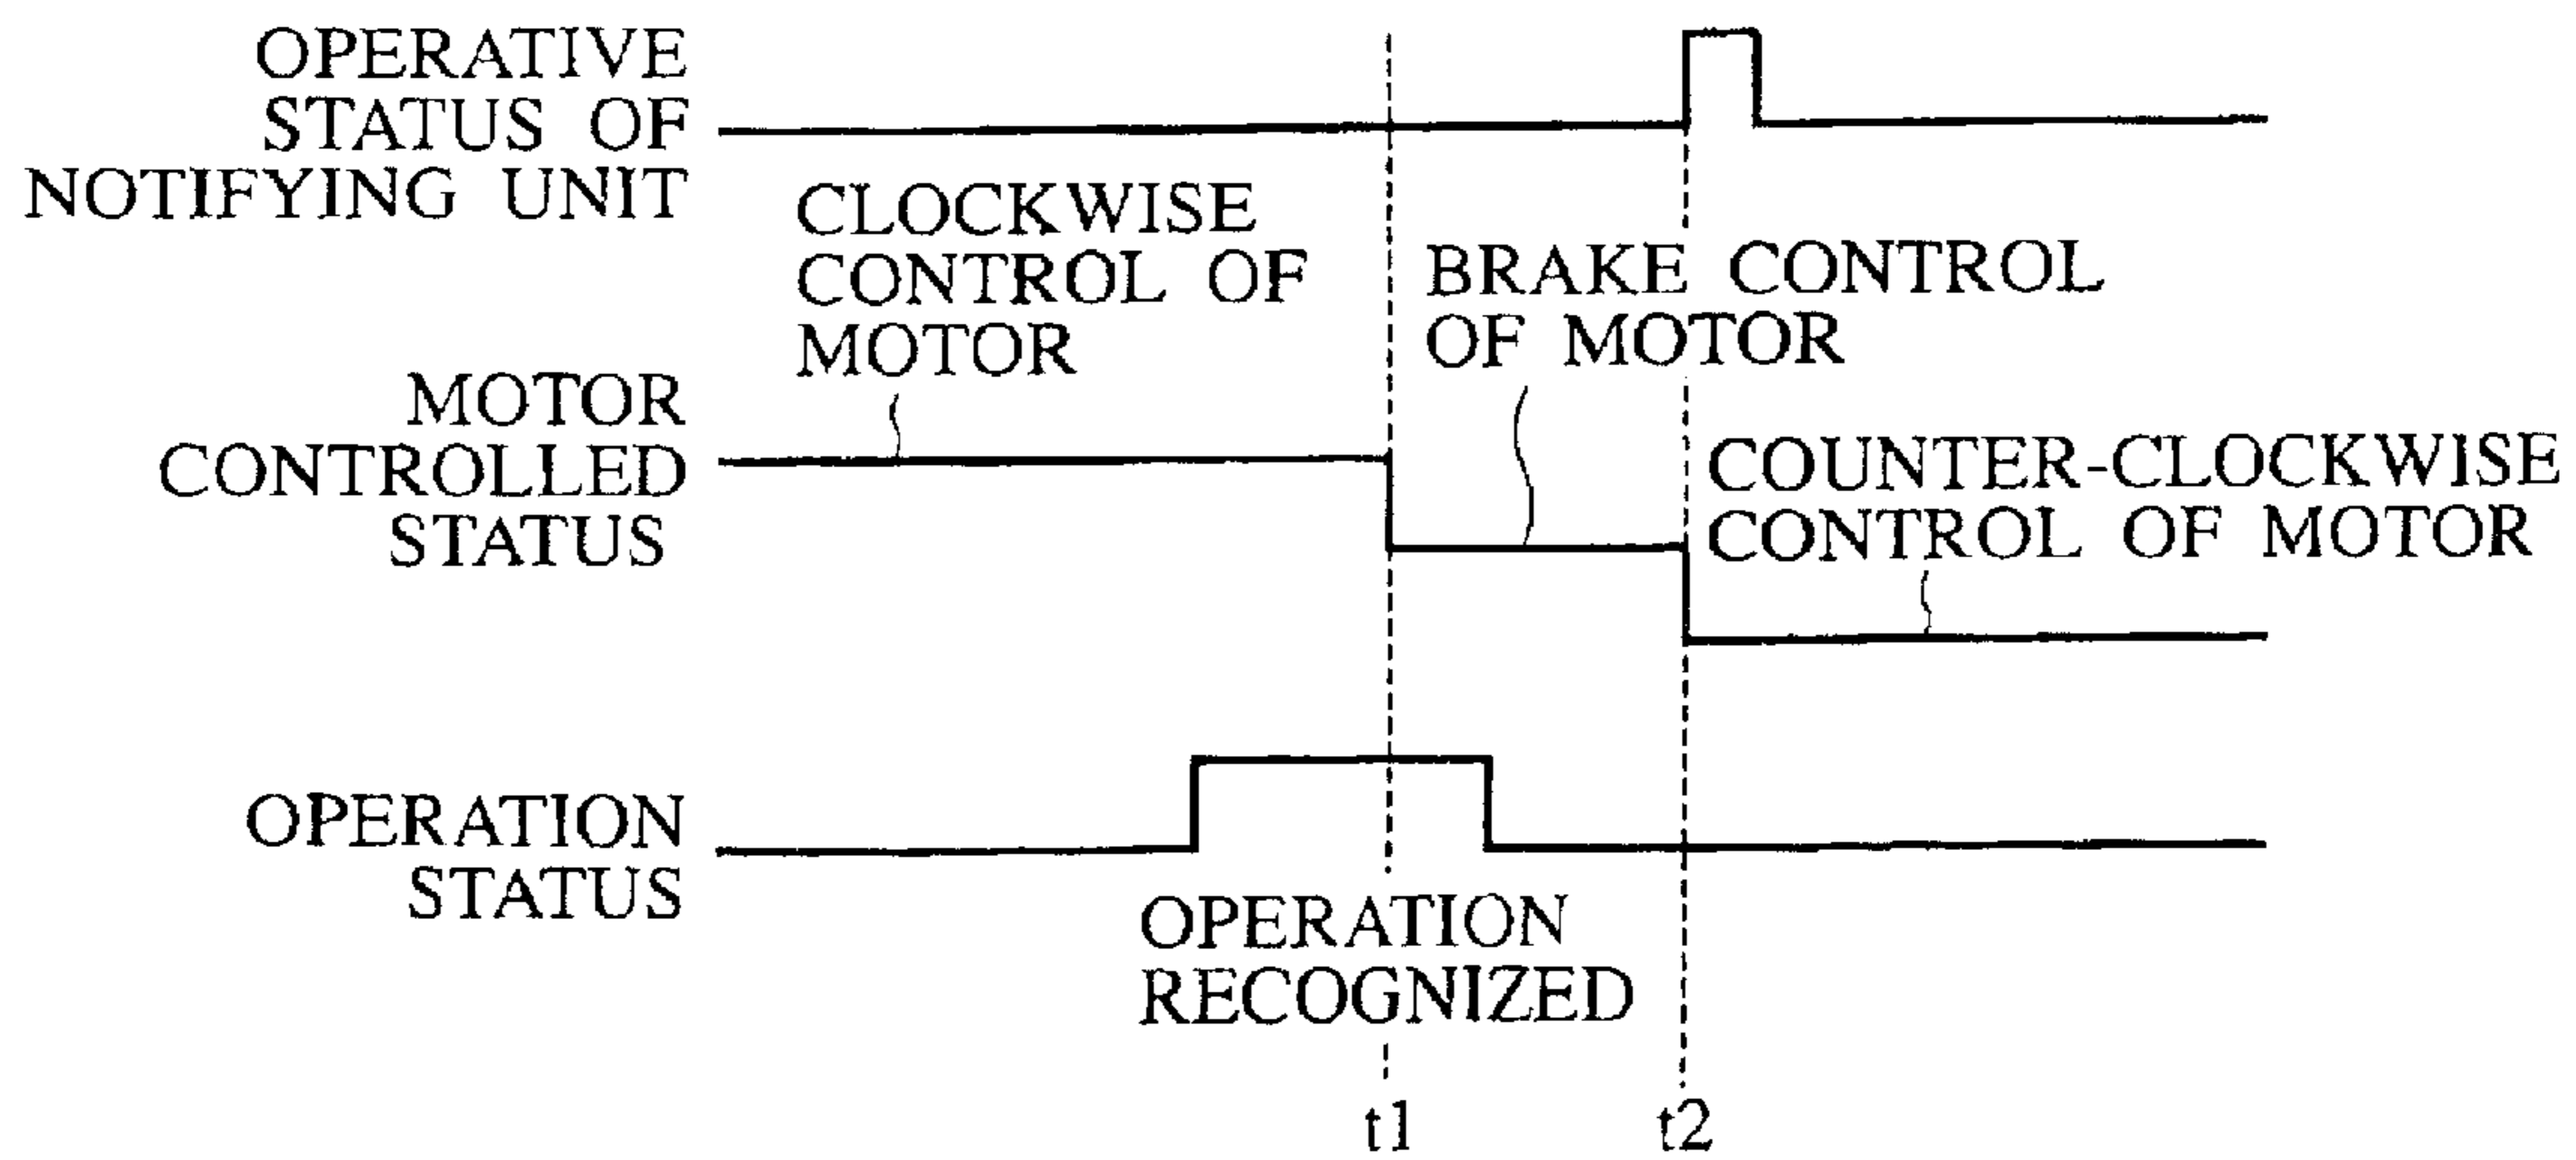 OPERATIVE
STATUS OF
NOTIFYING UNIT
CLOCKWISE
CONTROL OF
MOTOR
BRAKE CONTROL
OF MOTOR
MOTOR
CONTROLLED
STATUS
COUNTER-CLOCKWISE
CONTROL OF MOTOR
OPERATION
STATUS
OPERATION
RECOGNIZED
t1
t2